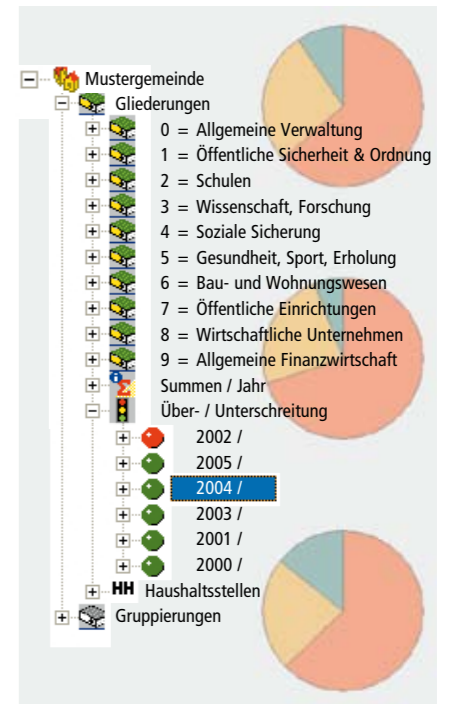 Mustergemeinde
Gliederungen
0 = Allgemeine Verwaltung
1 = Öffentliche Sicherheit & Ordnung
2 = Schulen
3 = Wissenschaft, Forschung
4 = Soziale Sicherung
5 = Gesundheit, Sport, Erholung
6 = Bau- und Wohnungswesen
7 = Öffentliche Einrichtungen
8 = Wirtschaftliche Unternehmen
9 = Allgemeine Finanzwirtschaft
Summen / Jahr
Über- / Unterschreitung
2002 /
2005 /
2004 /
2003 /
2001 /
2000 /
HH Haushaltsstellen
Gruppierungen